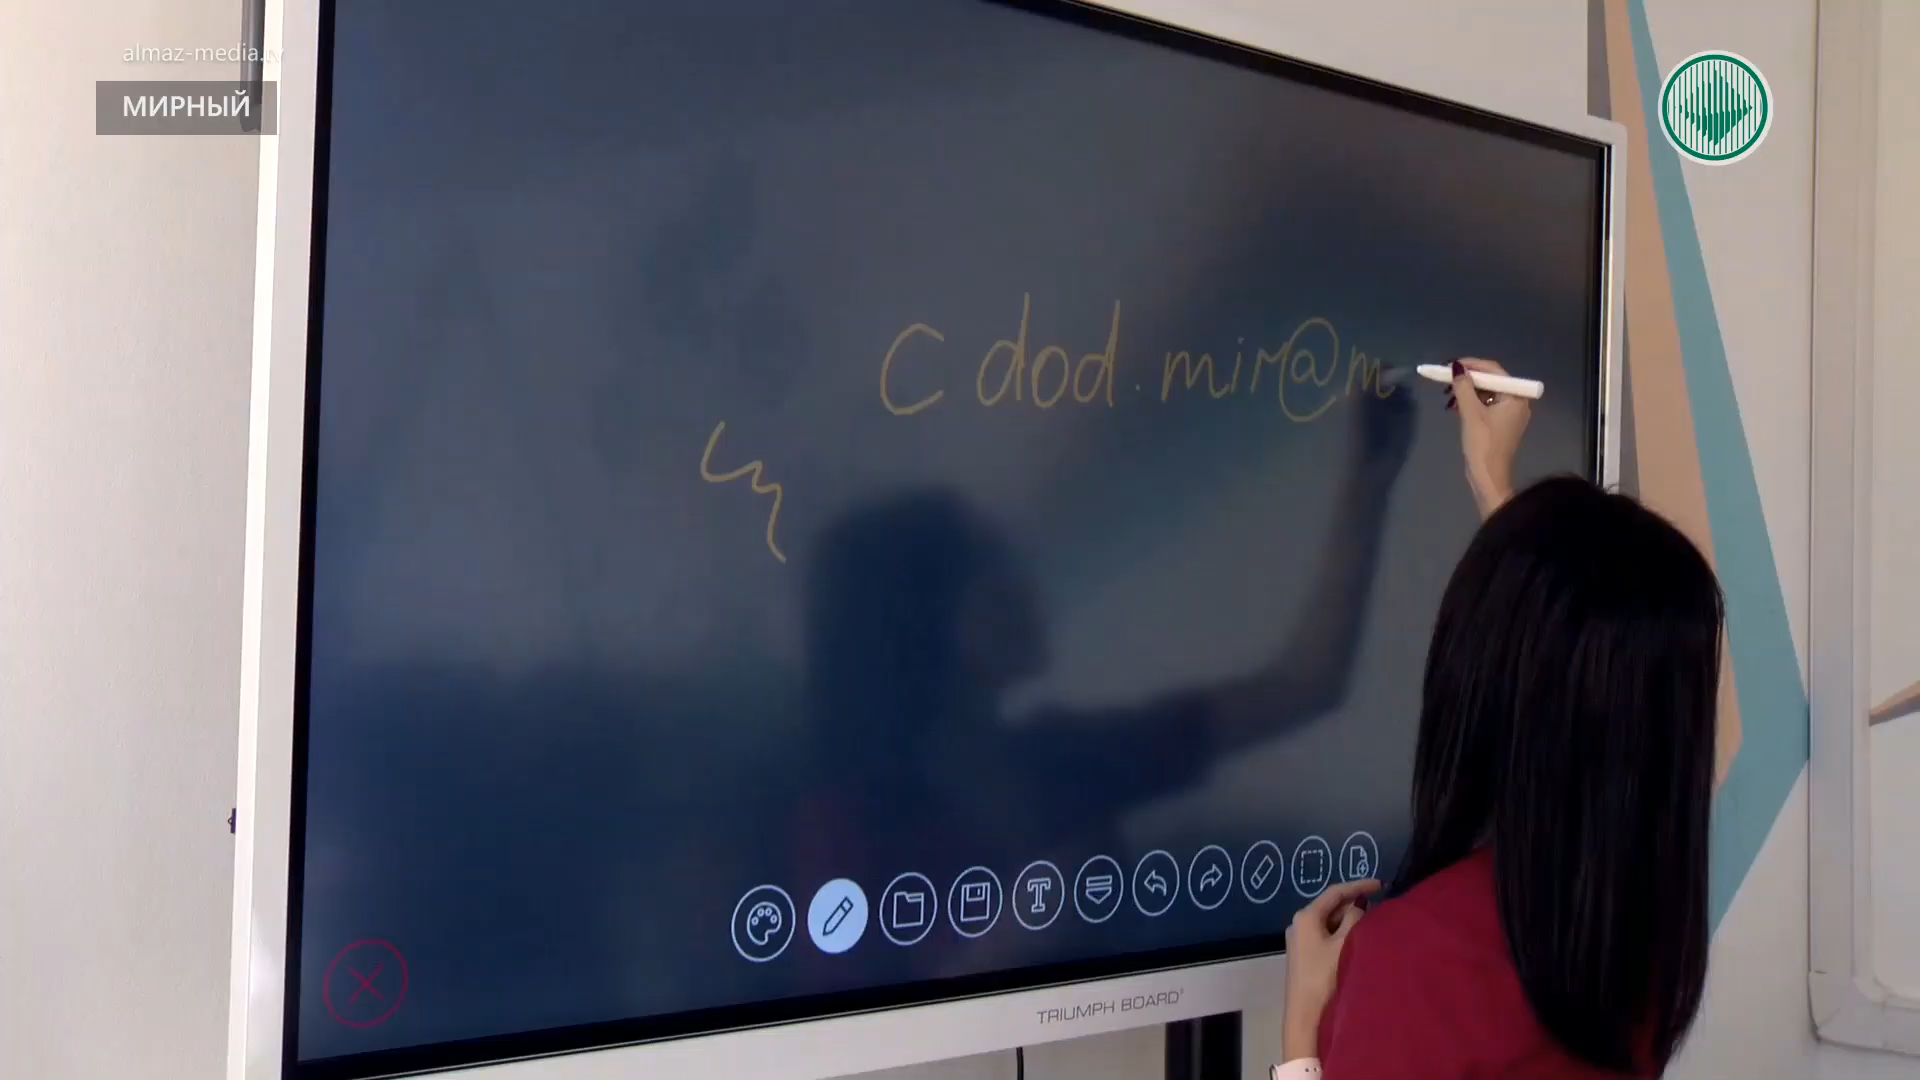 almaz-media.tv
МИРНЫЙ
C dod.mir@m
TRIUMPH BOARD